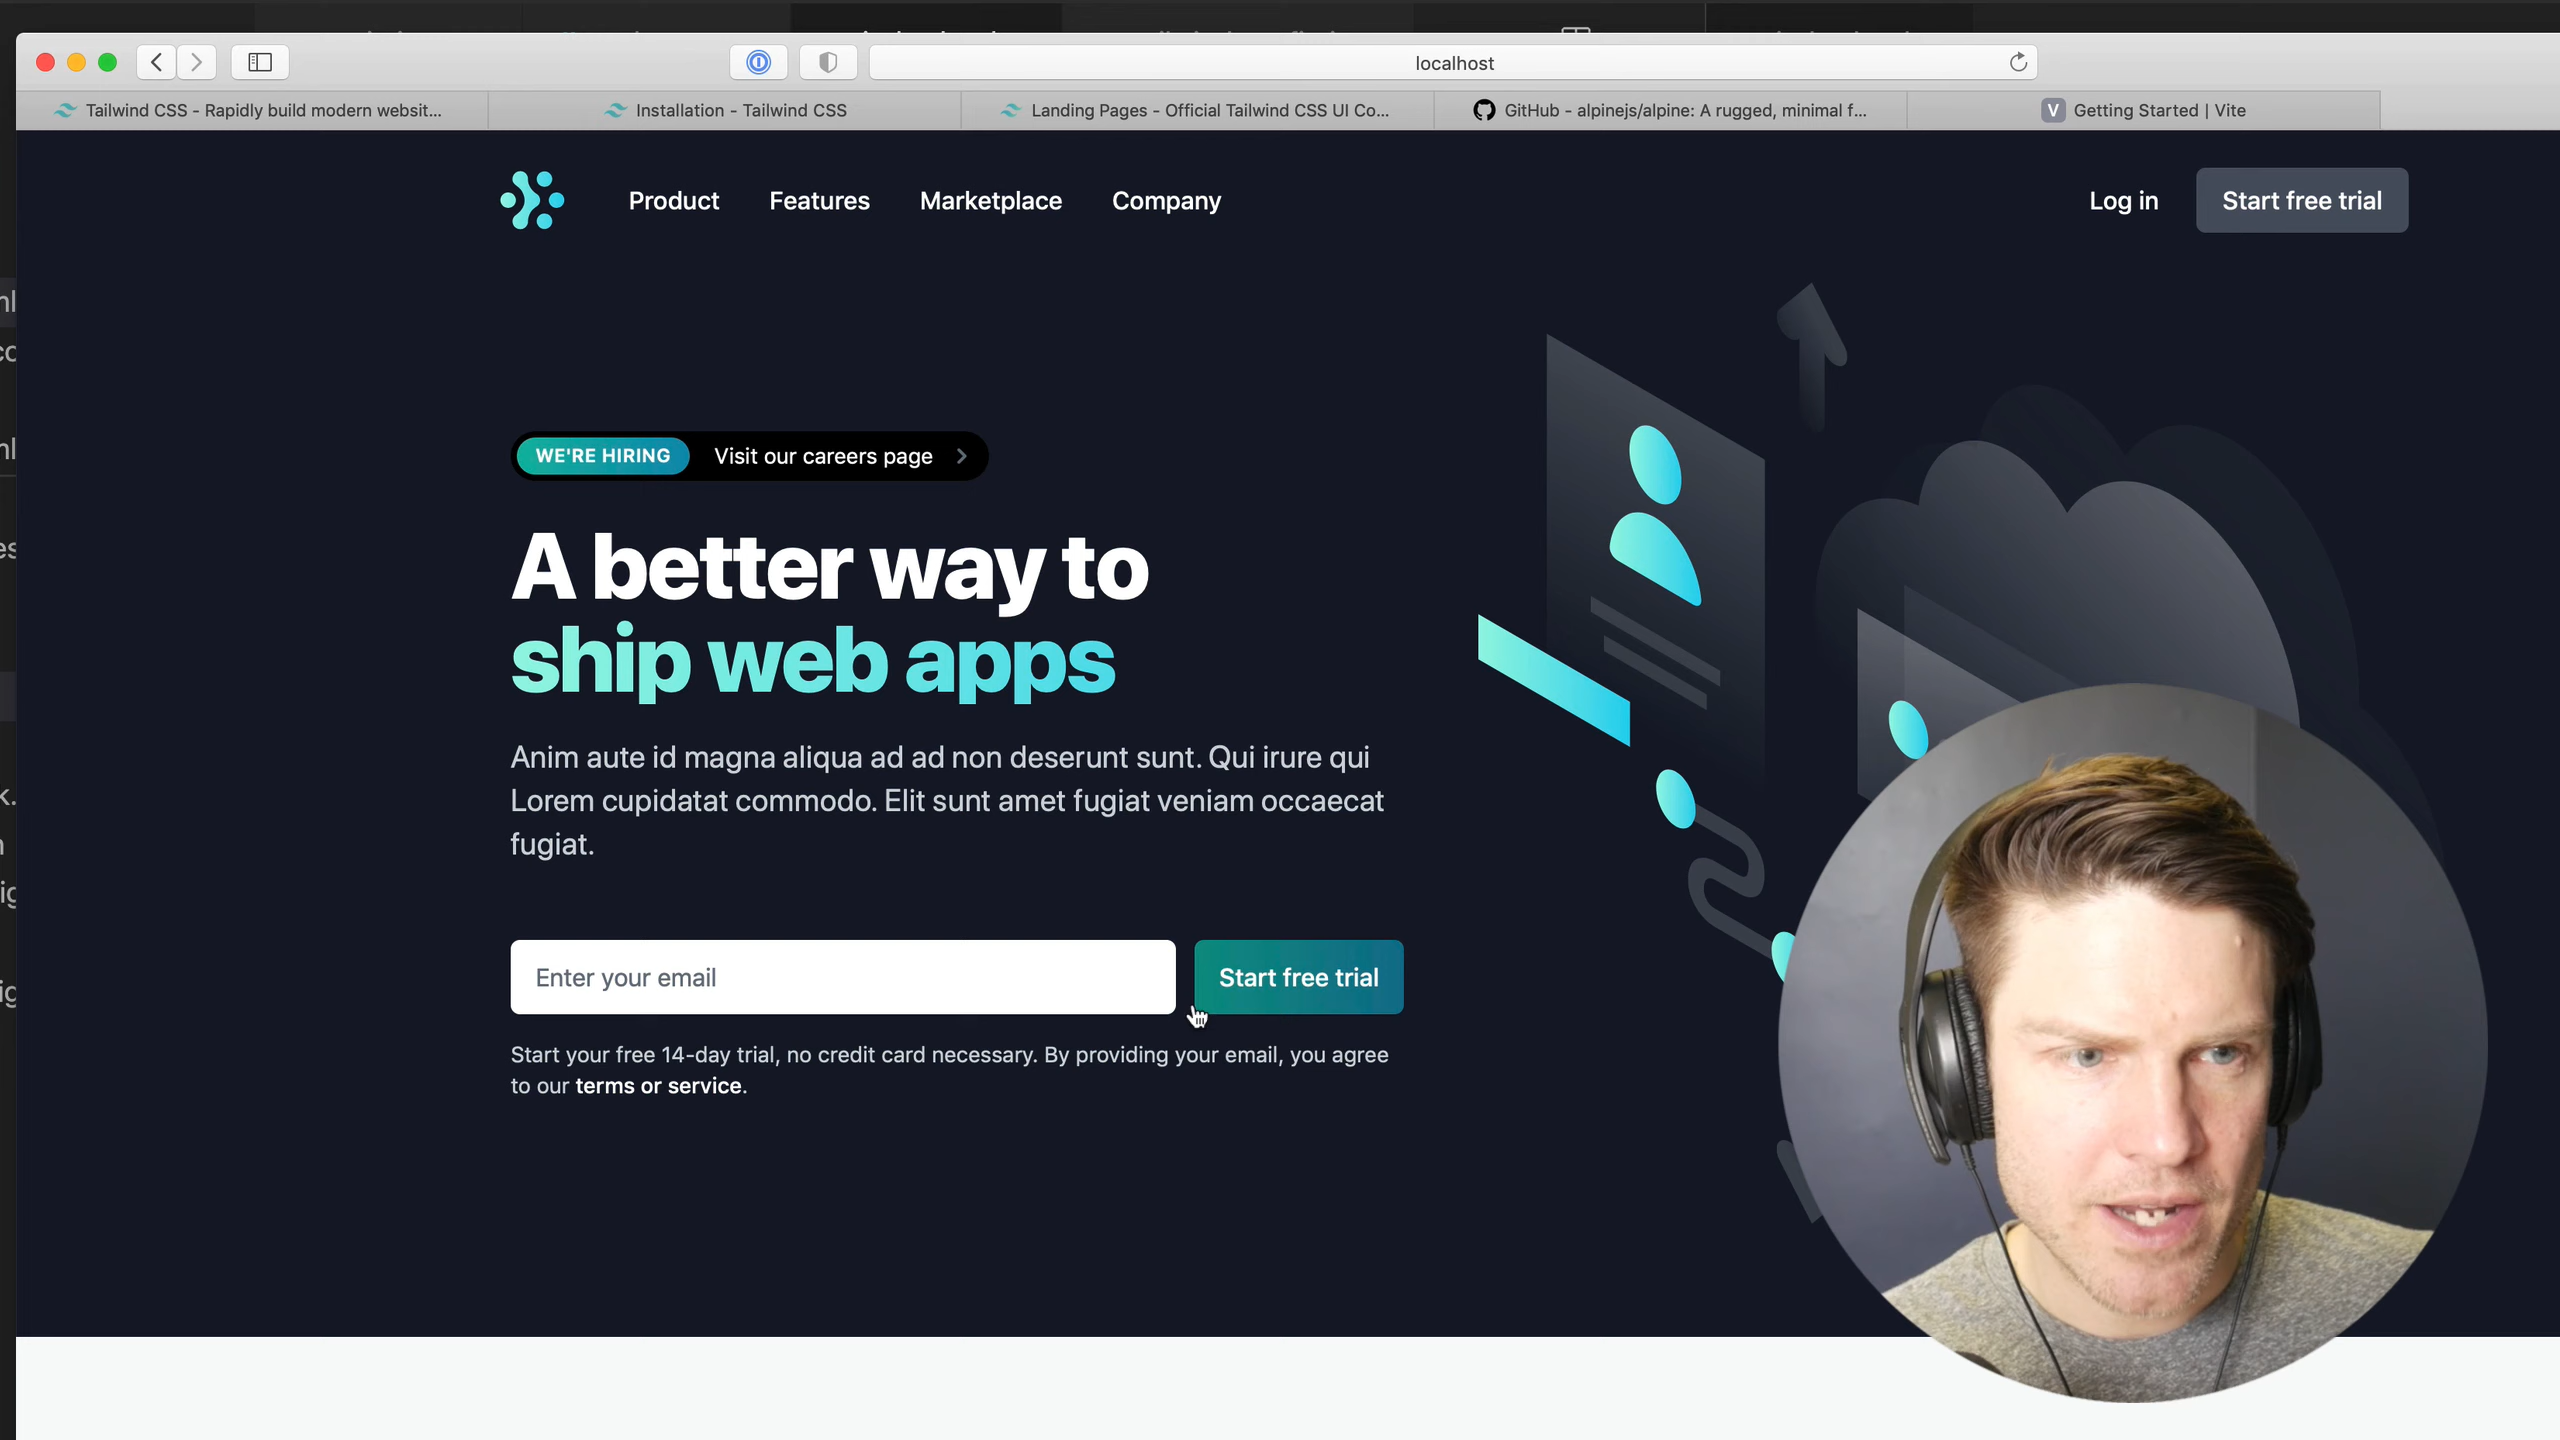 localhost
Tailwind CSS - Rapidly build modern websit...
Installation - Tailwind CSS
Landing Pages - Official Tailwind CSS UI Co...
GitHub - alpinejs/alpine: A rugged, minimal f...
V Getting Started | Vite
Product
Features
Marketplace
Company
Log in
Start free trial
WE'RE HIRING
Visit our careers page
A better way to
ship web apps
Anim aute id magna aliqua ad ad non deserunt sunt. Qui irure qui
Lorem cupidatat commodo. Elit sunt amet fugiat veniam occaecat
fugiat.
Enter your email
Start free trial
Start your free 14-day trial, no credit card necessary. By providing your email, you agree
to our terms or service.